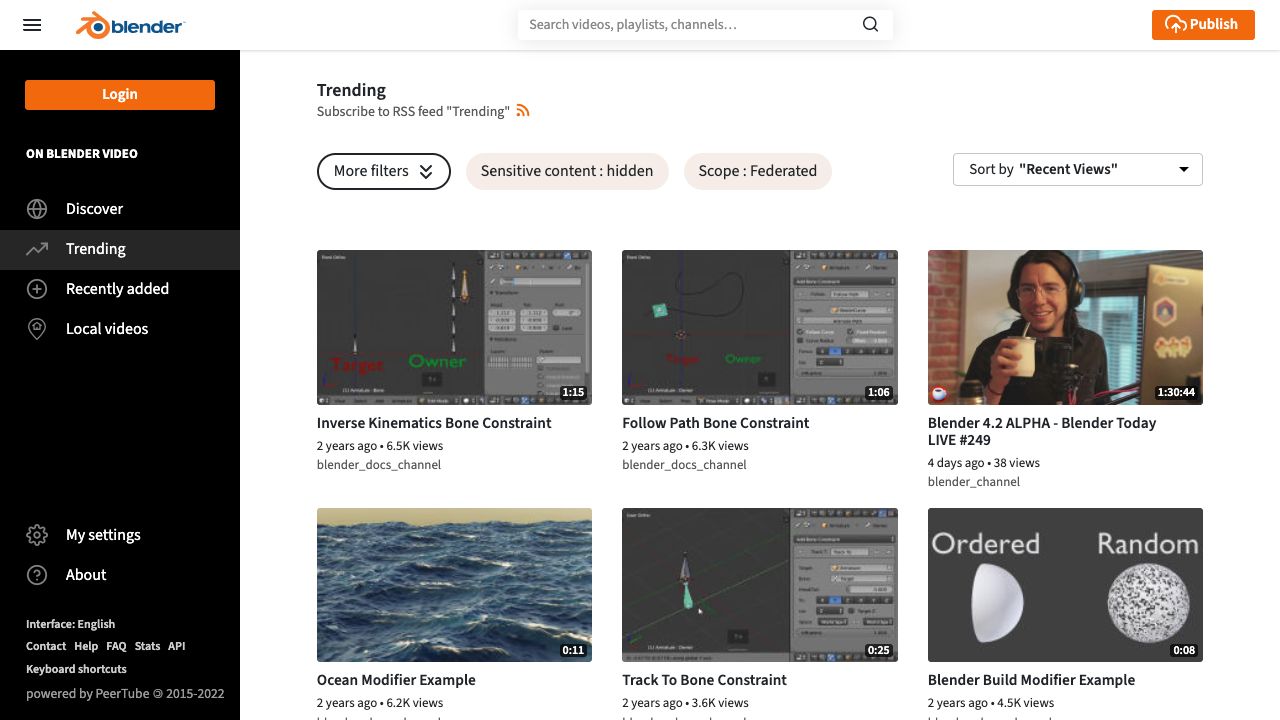 blender
Search videos, playlists, channels…
Publish
Login
ON BLENDER VIDEO
Discover
Trending
Recently added
Local videos
My settings
About
Interface: English
Contact Help FAQ Stats API
Keyboard shortcuts
powered by PeerTube © 2015-2022
Trending
Subscribe to RSS feed "Trending"
More filters
Sensitive content : hidden
Scope : Federated
Sort by "Recent Views"
Target
Owner
1:15
Inverse Kinematics Bone Constraint
2 years ago • 6.5K views
blender_docs_channel
Target
Owner
1:06
Follow Path Bone Constraint
2 years ago • 6.3K views
blender_docs_channel
1:30:44
Blender 4.2 ALPHA - Blender Today
LIVE #249
4 days ago • 38 views
blender_channel
0:11
Ocean Modifier Example
2 years ago • 6.2K views
0:25
Track To Bone Constraint
2 years ago • 3.6K views
Ordered Random
0:08
Blender Build Modifier Example
2 years ago • 4.5K views